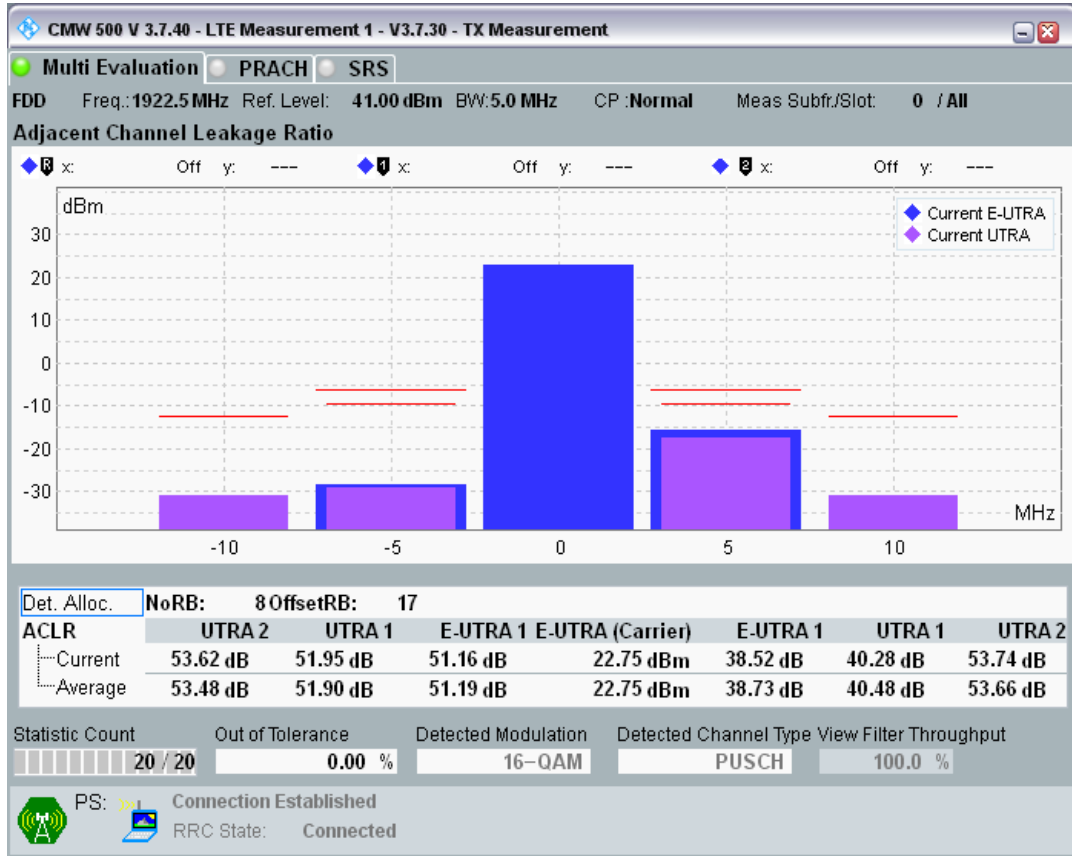 CMW 500 V 3.7.40 - LTE Measurement 1 - V3.7.30 - TX Measurement
Multi Evaluation PRACH SRS
FDD Freq.: 1922.5 MHz Ref. Level: 41.00 dBm BW: 5.0 MHz CP : Normal Meas Subfr./Slot: 0 / All
Adjacent Channel Leakage Ratio
R x: Off y: --- 1 x: Off y: --- 2 x: Off y: ---
dBm
Current E-UTRA
Current UTRA
30
20
10
0
-10
-20
-30
MHz
-10 -5 0 5 10
Det. Alloc. NoRB: 8 OffsetRB: 17
ACLR UTRA 2 UTRA 1 E-UTRA 1 E-UTRA (Carrier) E-UTRA 1 UTRA 1 UTRA 2
Current 53.62 dB 51.95 dB 51.16 dB 22.75 dBm 38.52 dB 40.28 dB 53.74 dB
Average 53.48 dB 51.90 dB 51.19 dB 22.75 dBm 38.73 dB 40.48 dB 53.66 dB
Statistic Count Out of Tolerance Detected Modulation Detected Channel Type View Filter Throughput
20 / 20 0.00 % 16-QAM PUSCH 100.0 %
PS: Connection Established
RRC State: Connected